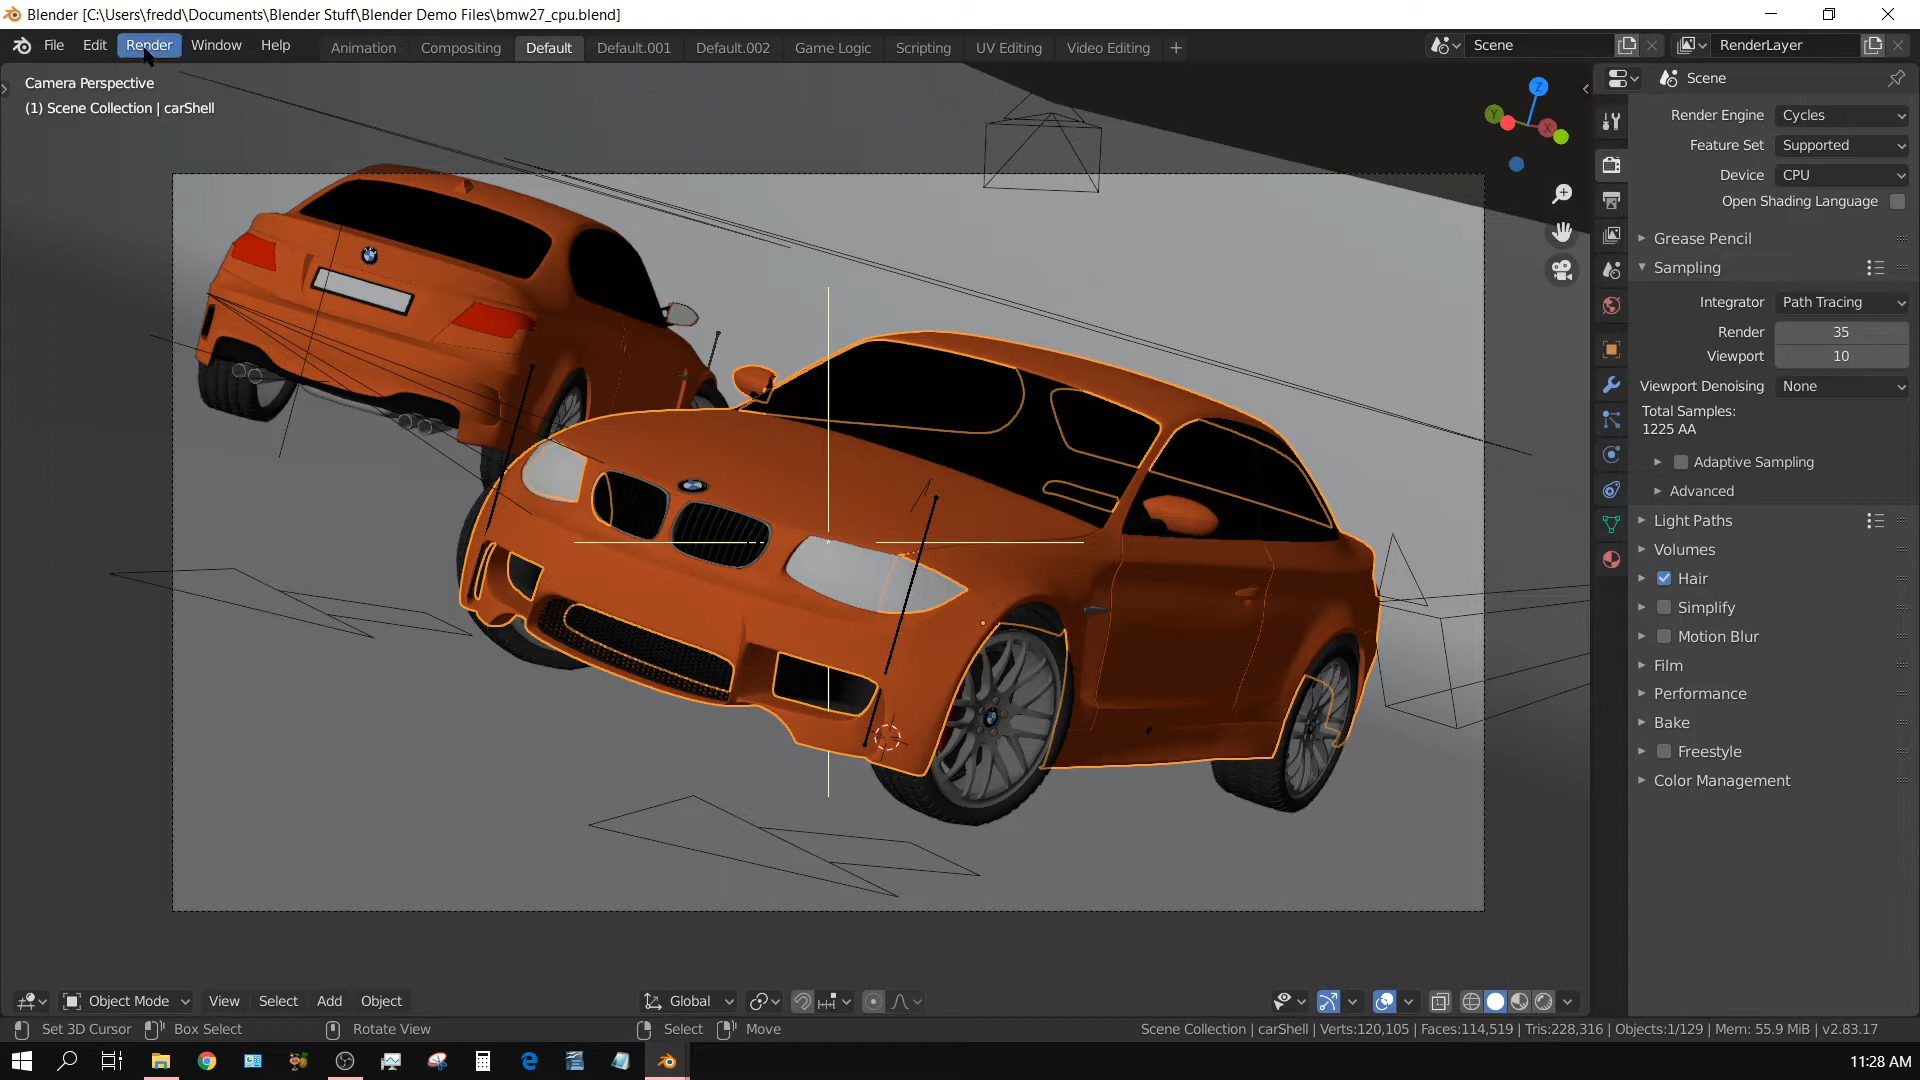 Blender [C:\Users\fredd\Documents\Blender Stuff\Blender Demo Files\bmw27_cpu.blend]
File Edit Render Window Help Animation Compositing Default Default.001 Default.002 Game Logic Scripting UV Editing Video Editing + Scene RenderLayer
Camera Perspective
(1) Scene Collection | carShell
Z
Y
X
Scene
Render Engine Cycles
Feature Set Supported
Device CPU
Open Shading Language
Grease Pencil
Sampling
Integrator Path Tracing
Render 35
Viewport 10
Viewport Denoising None
Total Samples:
1225 AA
Adaptive Sampling
Advanced
Light Paths
Volumes
Hair
Simplify
Motion Blur
Film
Performance
Bake
Freestyle
Color Management
Object Mode View Select Add Object Global
Set 3D Cursor Box Select Rotate View Select Move Scene Collection | carShell | Verts:120,105 | Faces:114,519 | Tris:228,316 | Objects:1/129 | Mem: 55.9 MiB | v2.83.17
11:28 AM